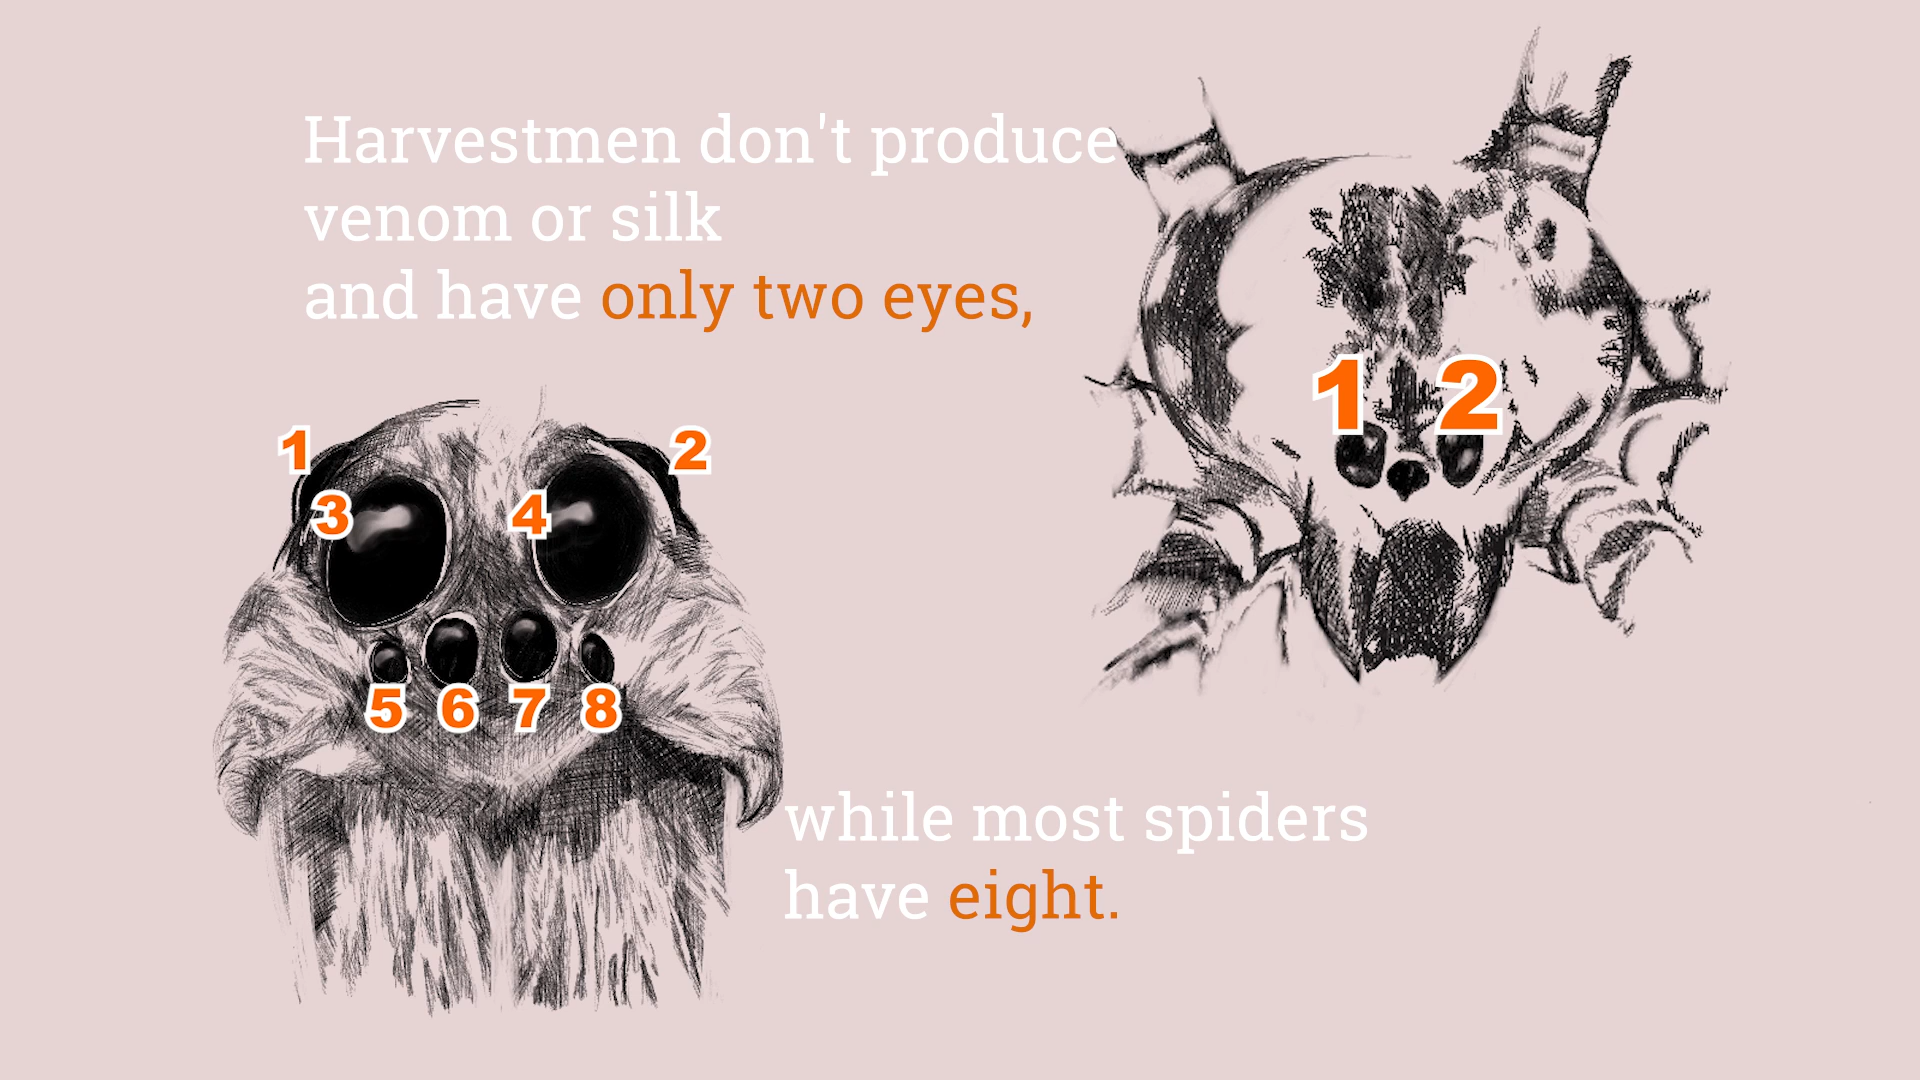 Harvestmen don't produce
venom or silk
and have only two eyes,
1 2
1 2
3 4
5 6 7 8
while most spiders
have eight.